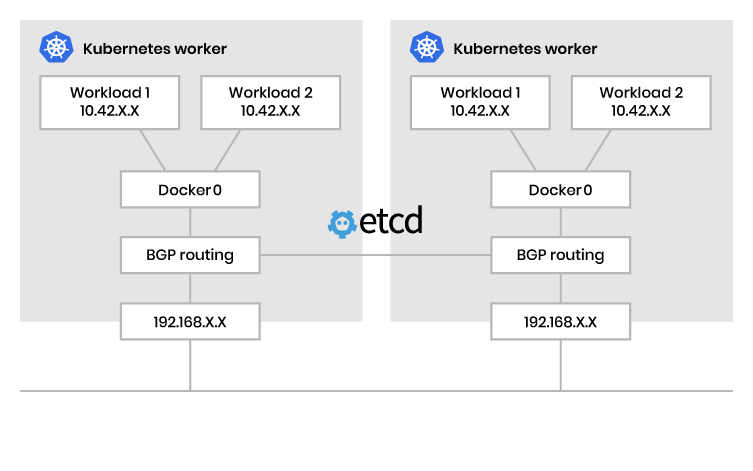 Kubernetes worker
Workload 1
10.42.X.X
Workload 2
10.42.X.X
Docker0
BGP routing
192.168.X.X
etcd
Kubernetes worker
Workload 1
10.42.X.X
Workload 2
10.42.X.X
Docker0
BGP routing
192.168.X.X